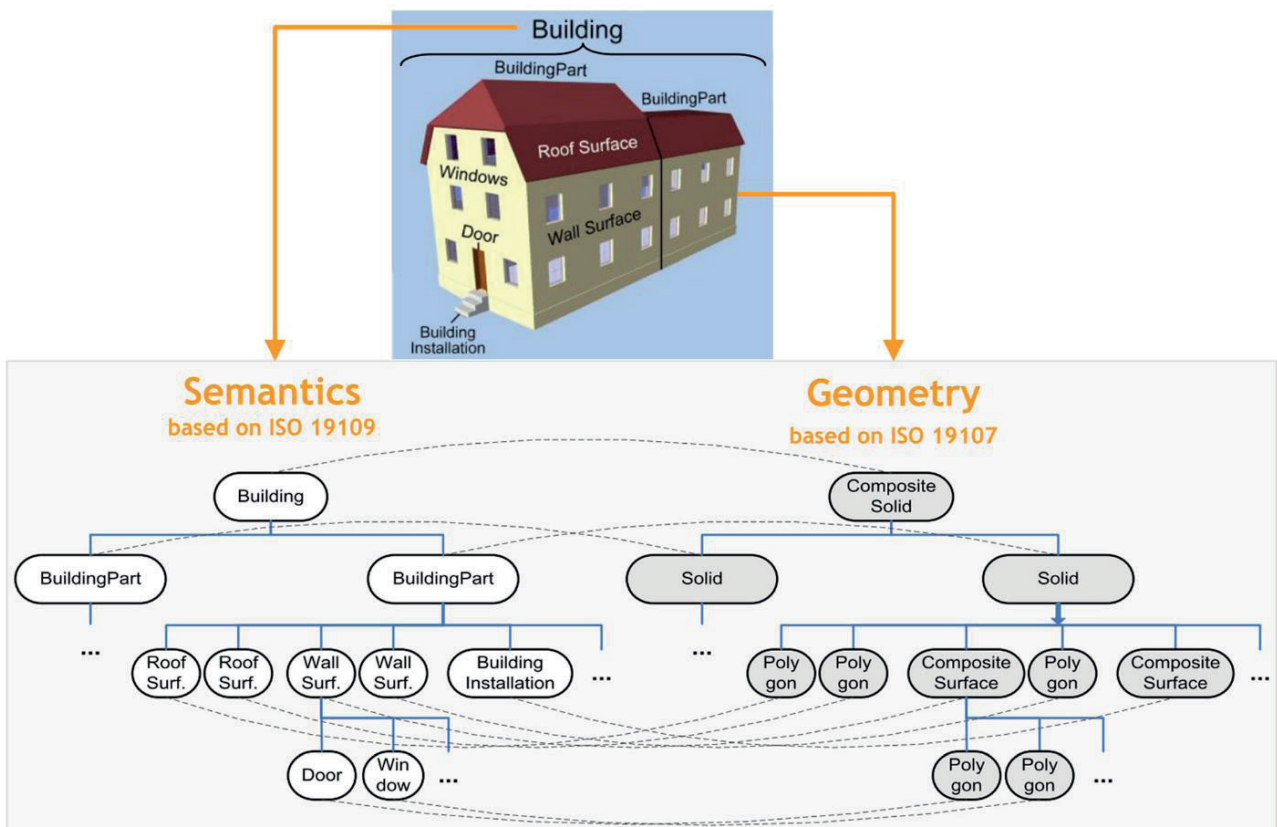 Building
BuildingPart
BuildingPart
Roof Surface
Windows
Wall Surface
Door
Building
Installation
Semantics
based on ISO 19109
Geometry
based on ISO 19107
Building
Composite
Solid
BuildingPart
BuildingPart
Solid
Solid
...
Roof
Surf.
Roof
Surf.
Wall
Surf.
Wall
Surf.
Building
Installation
...
...
Poly
gon
Poly
gon
Composite
Surface
Poly
gon
Composite
Surface
...
Door
Win
dow
...
Poly
gon
Poly
gon
...